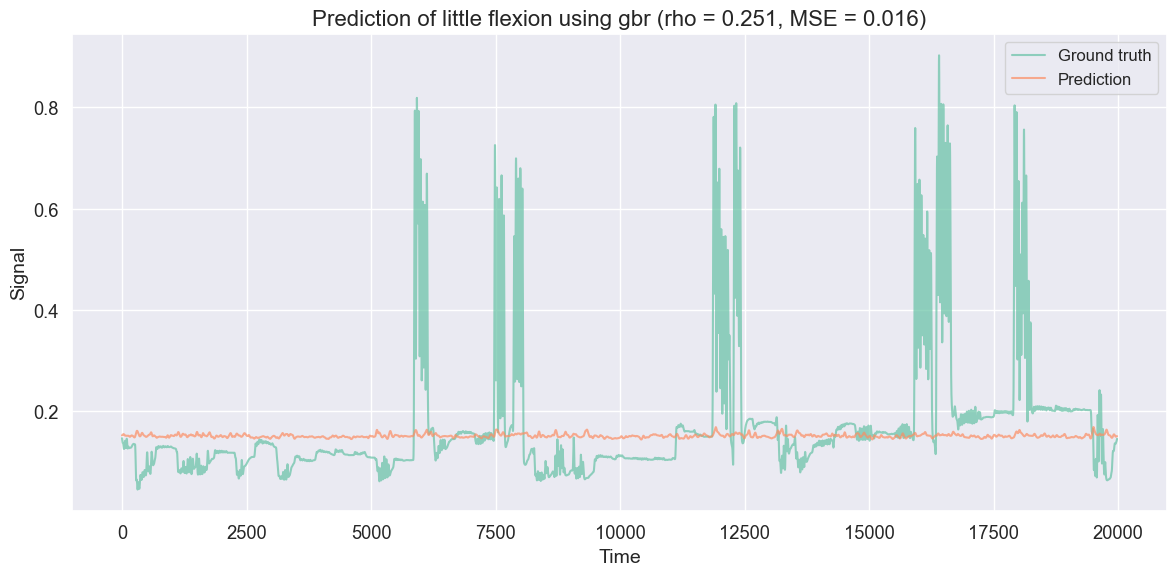 Prediction of little flexion using gbr (rho = 0.251, MSE = 0.016)
Ground truth
Prediction
0.8
0.6
0.4
0.2
Signal
0 2500 5000 7500 10000 12500 15000 17500 20000
Time